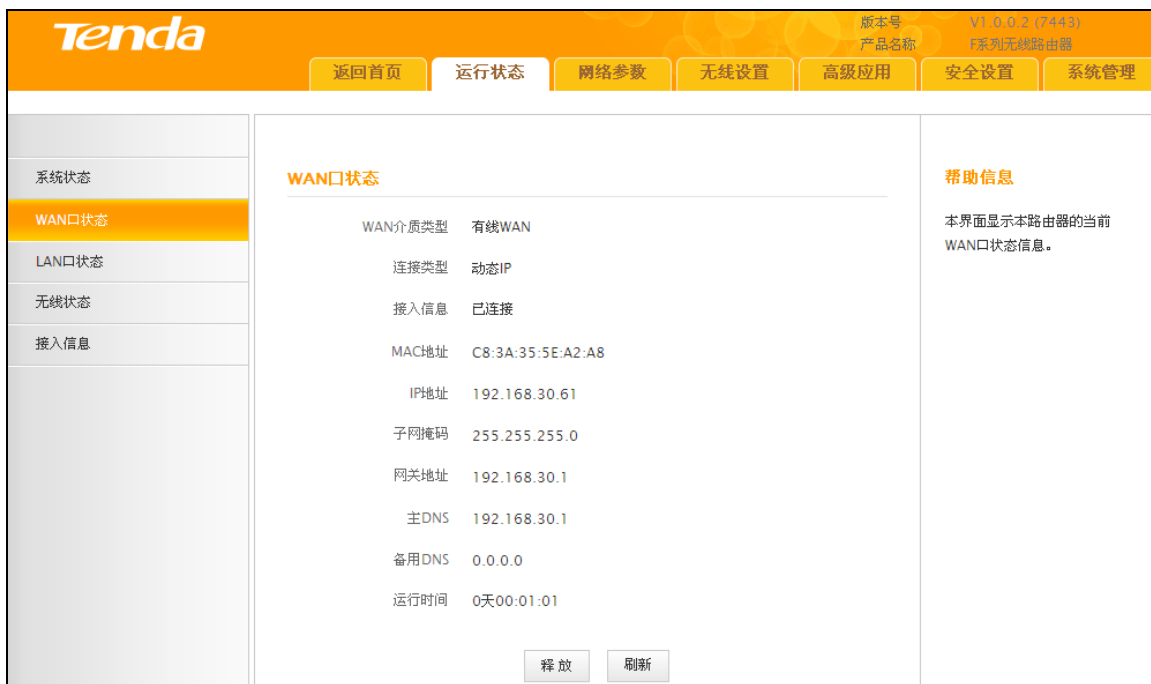 Tenda
版本号 V1.0.0.2 (7443)
产品名称 F系列无线路由器
返回首页 运行状态 网络参数 无线设置 高级应用 安全设置 系统管理
系统状态
WAN口状态
LAN口状态
无线状态
接入信息
WAN口状态
WAN介质类型 有线WAN
连接类型 动态IP
接入信息 已连接
MAC地址 C8:3A:35:5E:A2:A8
IP地址 192.168.30.61
子网掩码 255.255.255.0
网关地址 192.168.30.1
主DNS 192.168.30.1
备用DNS 0.0.0.0
运行时间 0天00:01:01
释放 刷新
帮助信息
本界面显示本路由器的当前
WAN口状态信息。